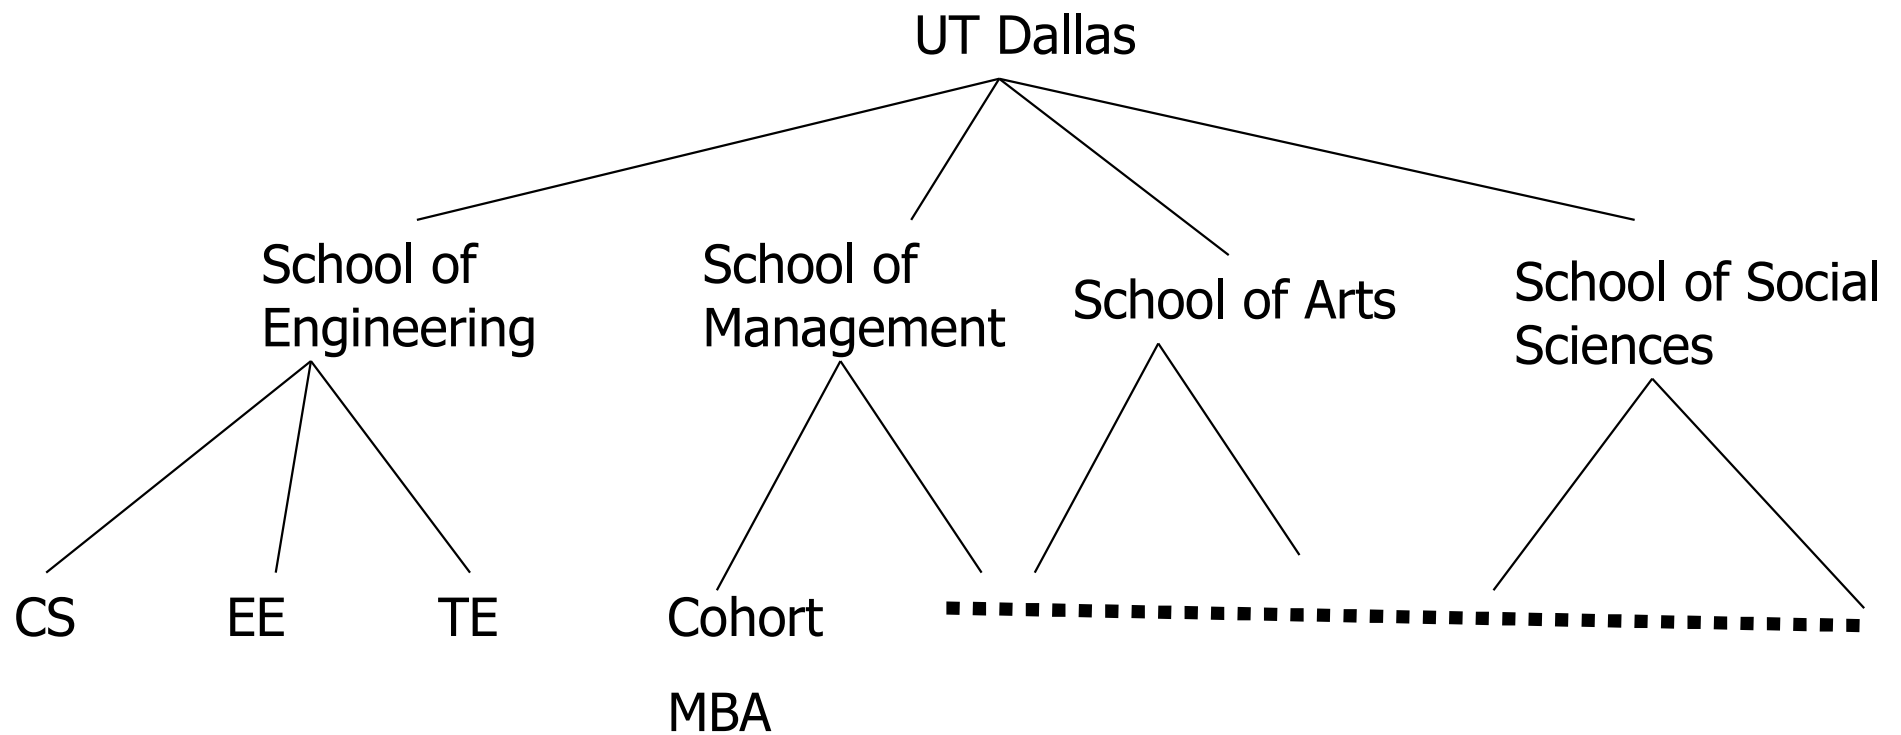 UT Dallas
School of
Engineering
School of
Management
School of Arts
School of Social
Sciences
CS
EE
TE
Cohort
MBA